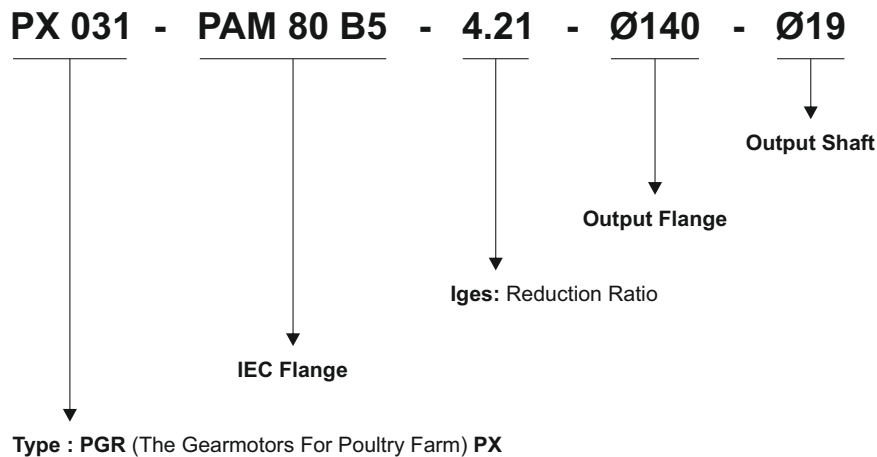 PX 031 - PAM 80 B5 - 4.21 - Ø140 - Ø19
Output Shaft
Output Flange
Iges: Reduction Ratio
IEC Flange
Type : PGR (The Gearmotors For Poultry Farm) PX